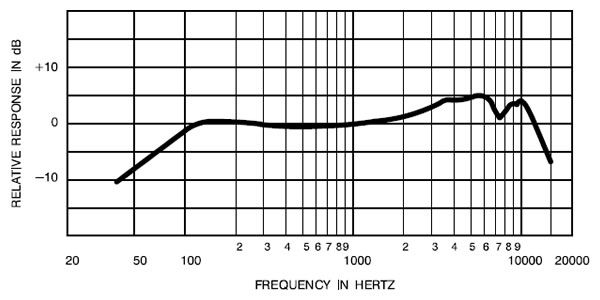 RELATIVE RESPONSE IN dB
+10
0
–10
2 3 4 5 6 7 8 9 2 3 4 5 6 7 8 9
20 50 100 1000 10000 20000
FREQUENCY IN HERTZ